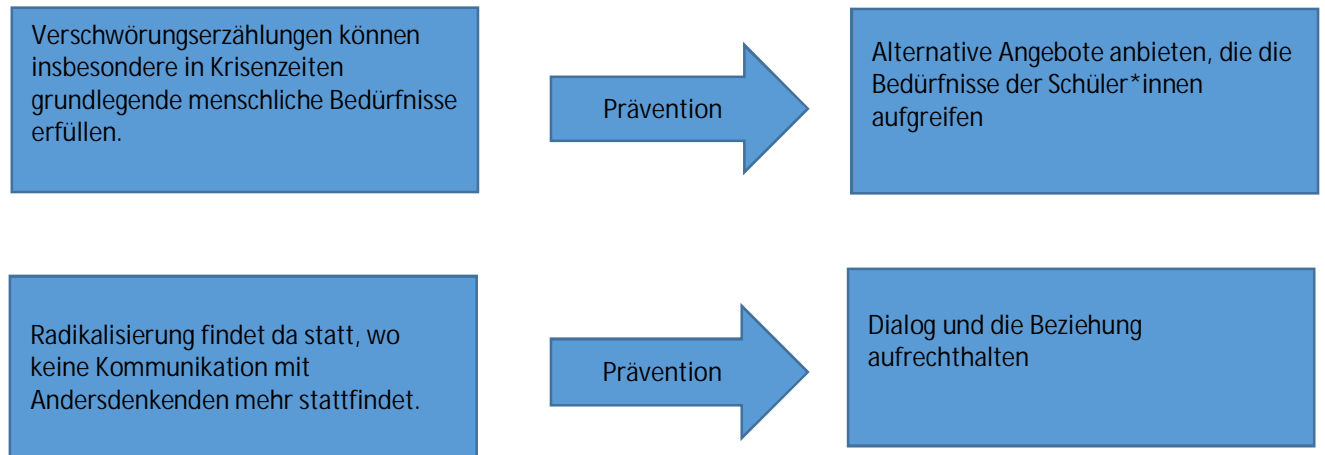 Verschwörungserzählungen können
insbesondere in Krisenzeiten
grundlegende menschliche Bedürfnisse
erfüllen.
Prävention
Alternative Angebote anbieten, die die
Bedürfnisse der Schüler*innen
aufgreifen
Radikalisierung findet da statt, wo
keine Kommunikation mit
Andersdenkenden mehr stattfindet.
Prävention
Dialog und die Beziehung
aufrechthalten